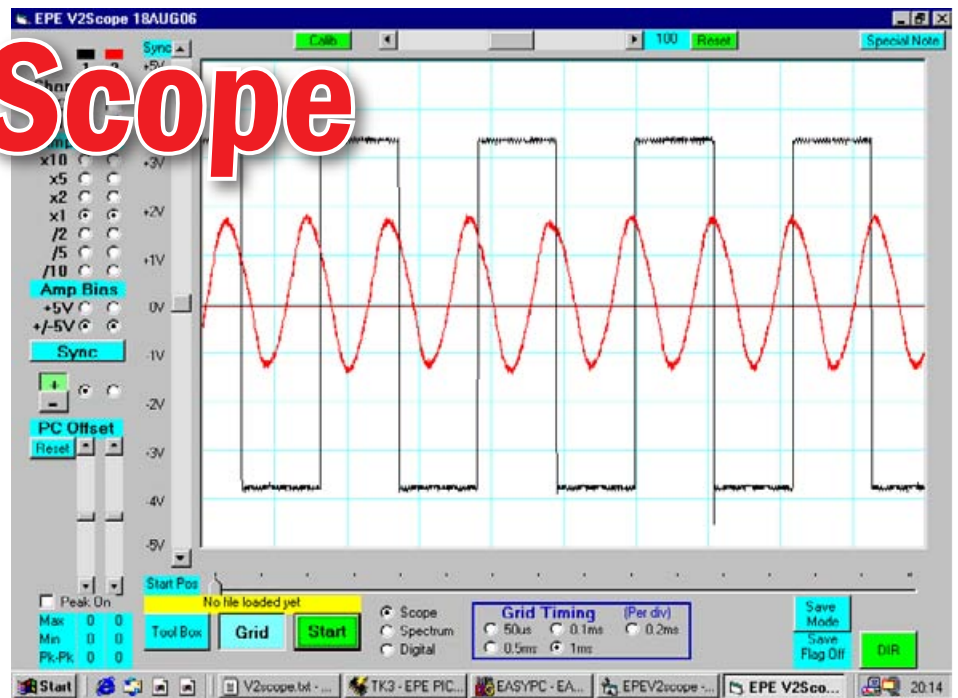 EPE V2Scope 18AUG06
Sync
Calib
100
Reset
Special Note
Scope
+5V
+3V
+2V
+1V
0V
-1V
-2V
-3V
-4V
-5V
x10
x5
x2
x1
/2
/5
/10
Amp Bias
+5V
+/-5V
Sync
+
-
PC Offset
Reset
Start Pos
Peak On
Max 0 0
Min 0 0
Pk-Pk 0 0
No file loaded yet
Tool Box
Grid
Start
Scope
Spectrum
Digital
Grid Timing (Per div)
50us 0.1ms 0.2ms
0.5ms 1ms
Save Mode
Save Flag Off
DIR
Start
V2scope.txt - ...
TK3 - EPE PIC...
EASYPC - EA...
EPEV2scope -...
EPE V2Sco...
20:14